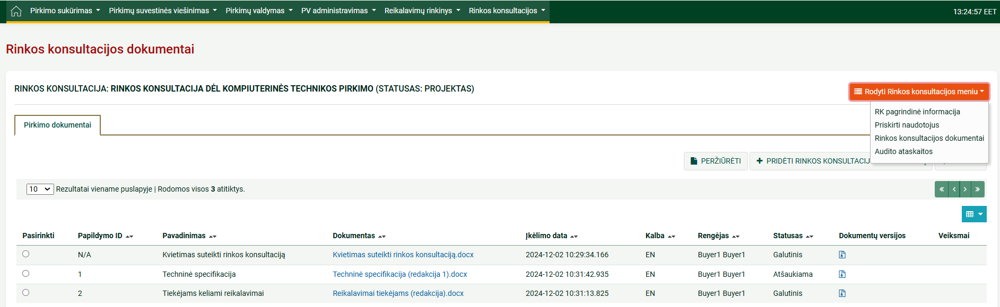 Pirkimo sukūrimas Pirkimų suvestinės viešinimas Pirkimų valdymas PV administravimas Reikalavimų rinkinys Rinkos konsultacijos 13:24:57 EET
Rinkos konsultacijos dokumentai
RINKOS KONSULTACIJA: RINKOS KONSULTACIJA DĖL KOMPIUTERINĖS TECHNIKOS PIRKIMO (STATUSAS: PROJEKTAS)
Rodyti Rinkos konsultacijos meniu
RK pagrindinė informacija
Priskirti naudotojus
Rinkos konsultacijos dokumentai
Audito ataskaitos
Pirkimo dokumentai
PERŽIŪRĖTI PRIDĖTI RINKOS
10 Rezultatai viename puslapyje | Rodomos visos 3 atitiktys.
Pasirinkti Papildymo ID Pavadinimas Dokumentas Įkėlimo data Kalba Rengėjas Statusas Dokumentų versijos Veiksmai
N/A Kvietimas suteikti rinkos konsultaciją Kvietimas suteikti rinkos konsultaciją.docx 2024-12-02 10:29:34.166 EN Buyer1 Buyer1 Galutinis
1 Techninė specifikacija Techninė specifikacija (redakcija 1).docx 2024-12-02 10:31:42.935 EN Buyer1 Buyer1 Atšaukiama
2 Tiekėjams keliami reikalavimai Reikalavimai tiekėjams (redakcija).docx 2024-12-02 10:31:13.825 EN Buyer1 Buyer1 Galutinis